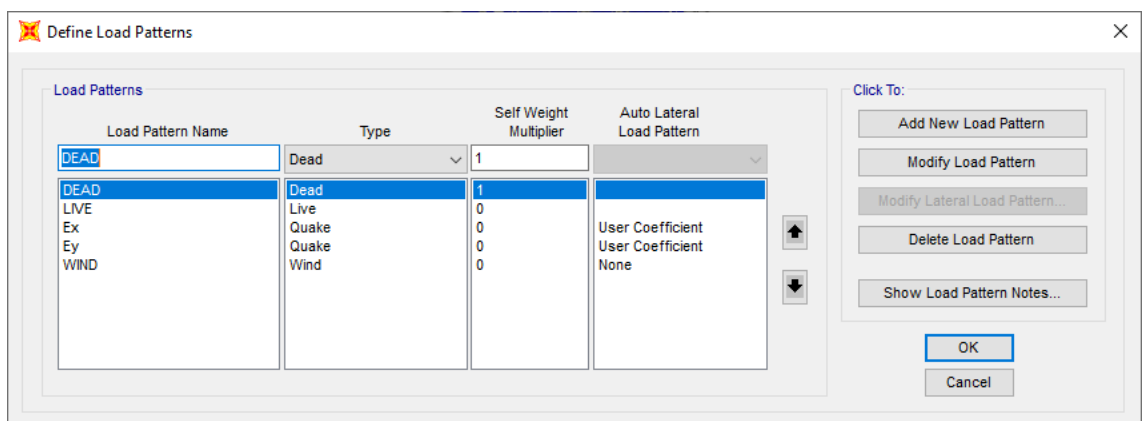 Define Load Patterns
Load Patterns
Click To:
Load Pattern Name Type Self Weight Multiplier Auto Lateral Load Pattern
DEAD Dead 1
DEAD Dead 1
LIVE Live 0
Ex Quake 0 User Coefficient
Ey Quake 0 User Coefficient
WIND Wind 0 None
Add New Load Pattern
Modify Load Pattern
Modify Lateral Load Pattern...
Delete Load Pattern
Show Load Pattern Notes...
OK
Cancel